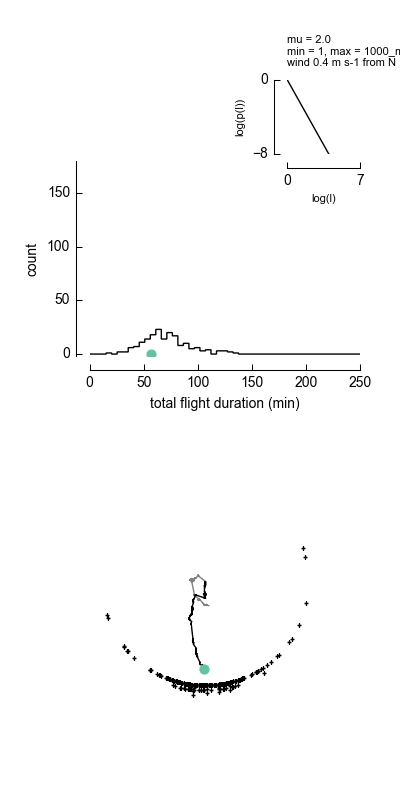 mu = 2.0
min = 1, max = 1000_m
wind 0.4 m s-1 from N
0
log(p(l))
−8
0
7
log(l)
150
100
50
0
count
0
50
100
150
200
250
total flight duration (min)